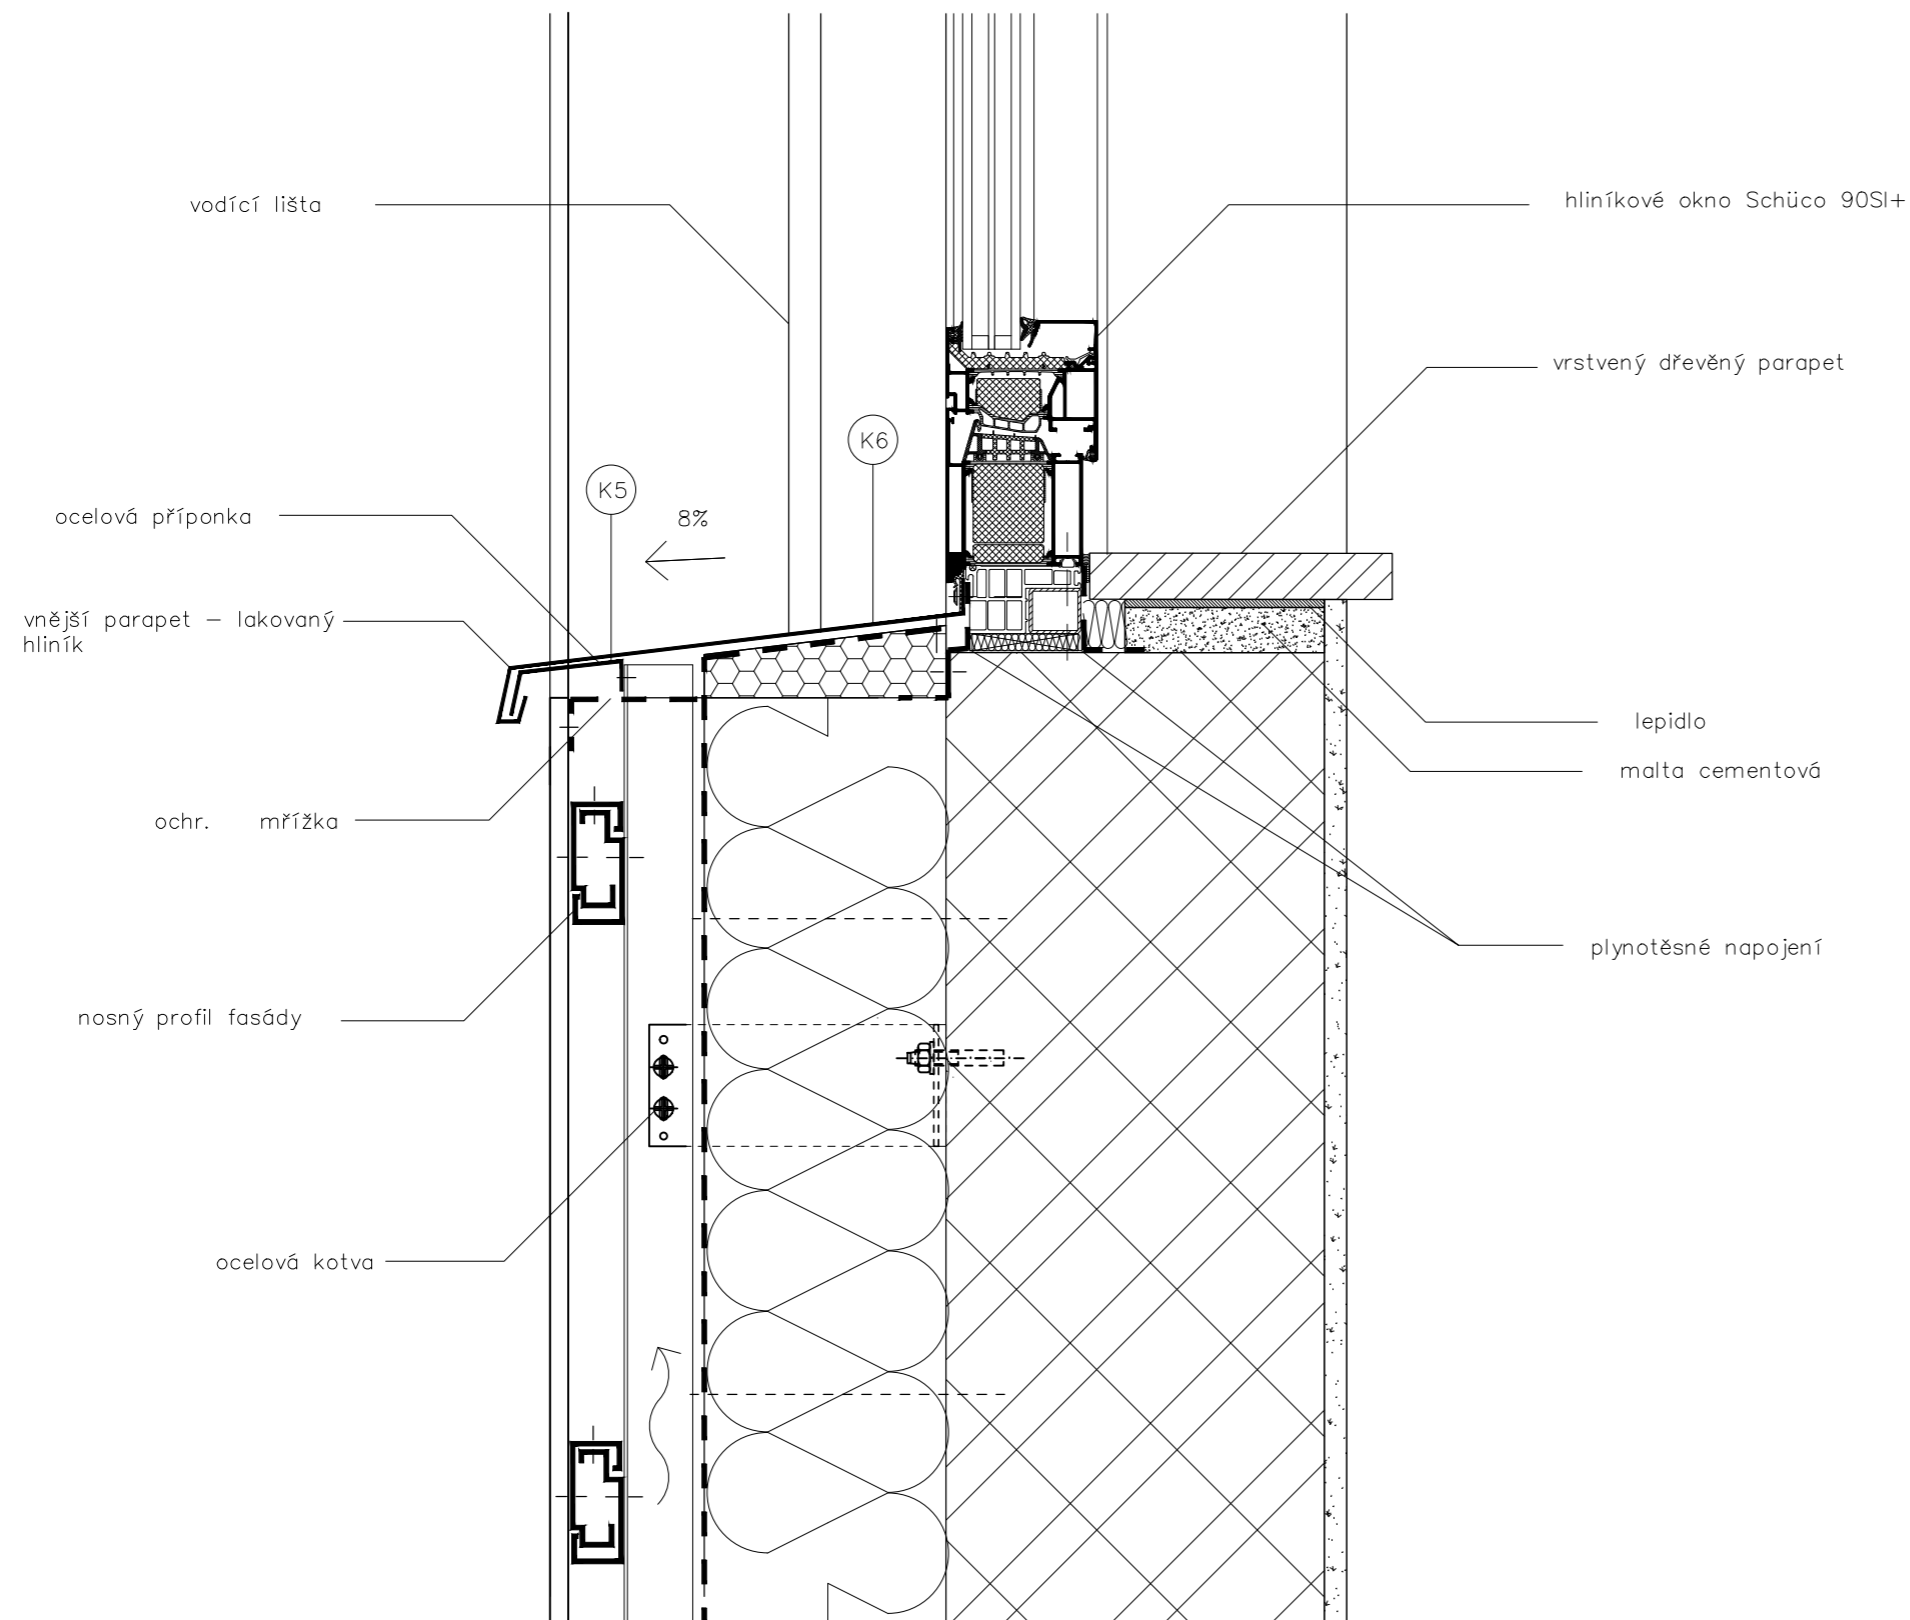 vodící lišta
hliníkové okno Schüco 90SI+
vrstvený dřevěný parapet
K6
K5
8%
ocelová příponka
vnější parapet – lakovaný
hliník
lepidlo
malta cementová
ochr. mřížka
plynotěsné napojení
nosný profil fasády
ocelová kotva